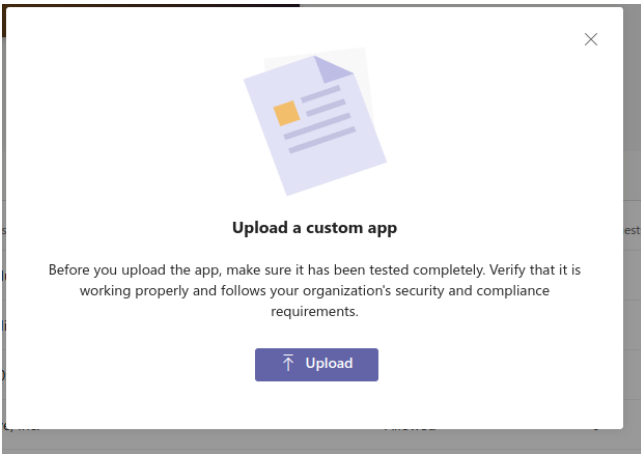 Upload a custom app
est
Before you upload the app, make sure it has been tested completely. Verify that it is
working properly and follows your organization's security and compliance
requirements.
Upload